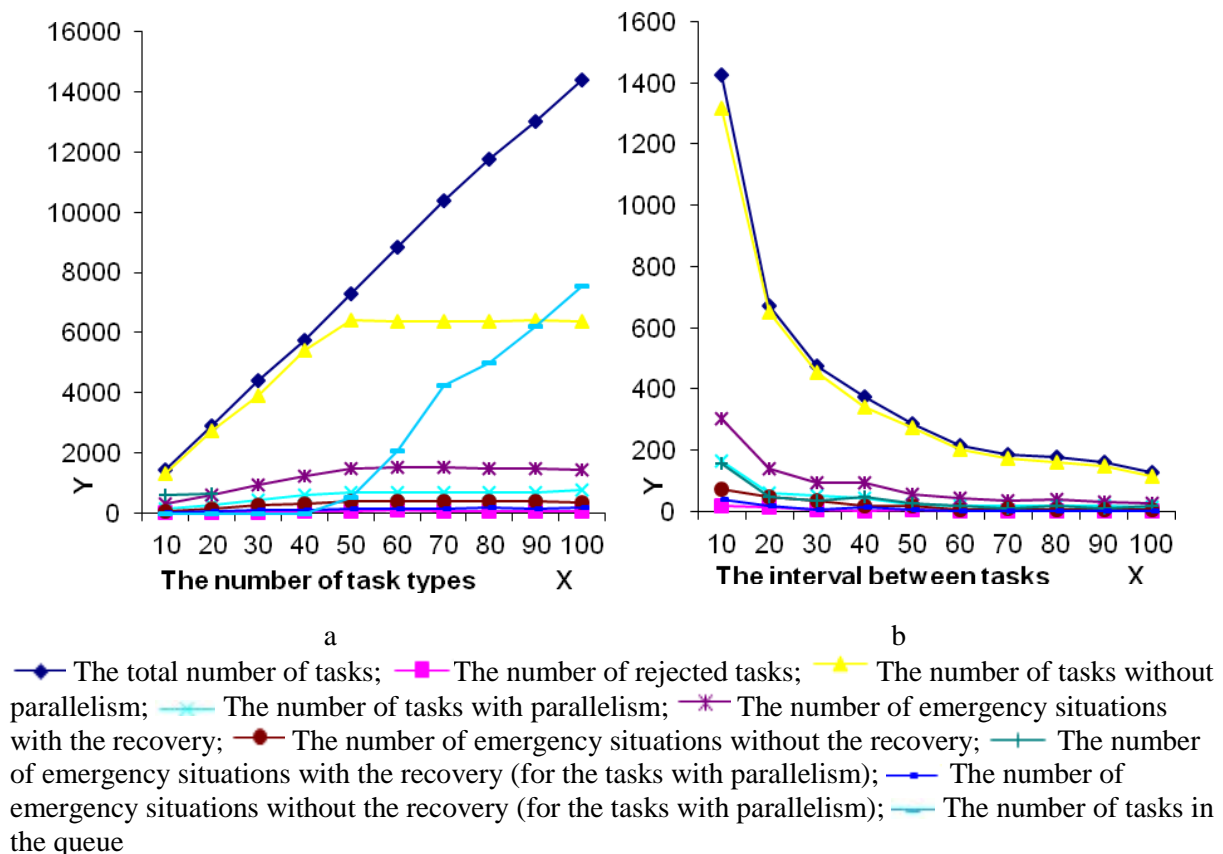 16000
14000
12000
10000
8000
6000
4000
2000
0
Y
10 20 30 40 50 60 70 80 90 100
The number of task types X
1600
1400
1200
1000
800
600
400
200
0
Y
10 20 30 40 50 60 70 80 90 100
The interval between tasks X
a b
The total number of tasks; The number of rejected tasks; The number of tasks without
parallelism; The number of tasks with parallelism; The number of emergency situations
with the recovery; The number of emergency situations without the recovery; The number
of emergency situations with the recovery (for the tasks with parallelism); The number of
emergency situations without the recovery (for the tasks with parallelism); The number of tasks in
the queue